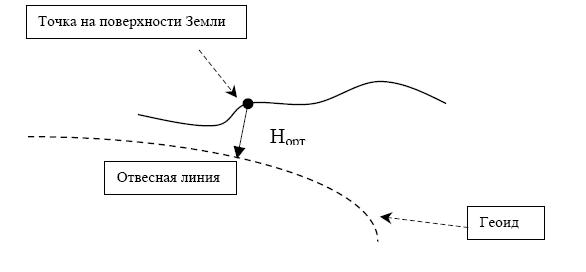 Точка на поверхности Земли
Hорт
Отвесная линия
Геоид